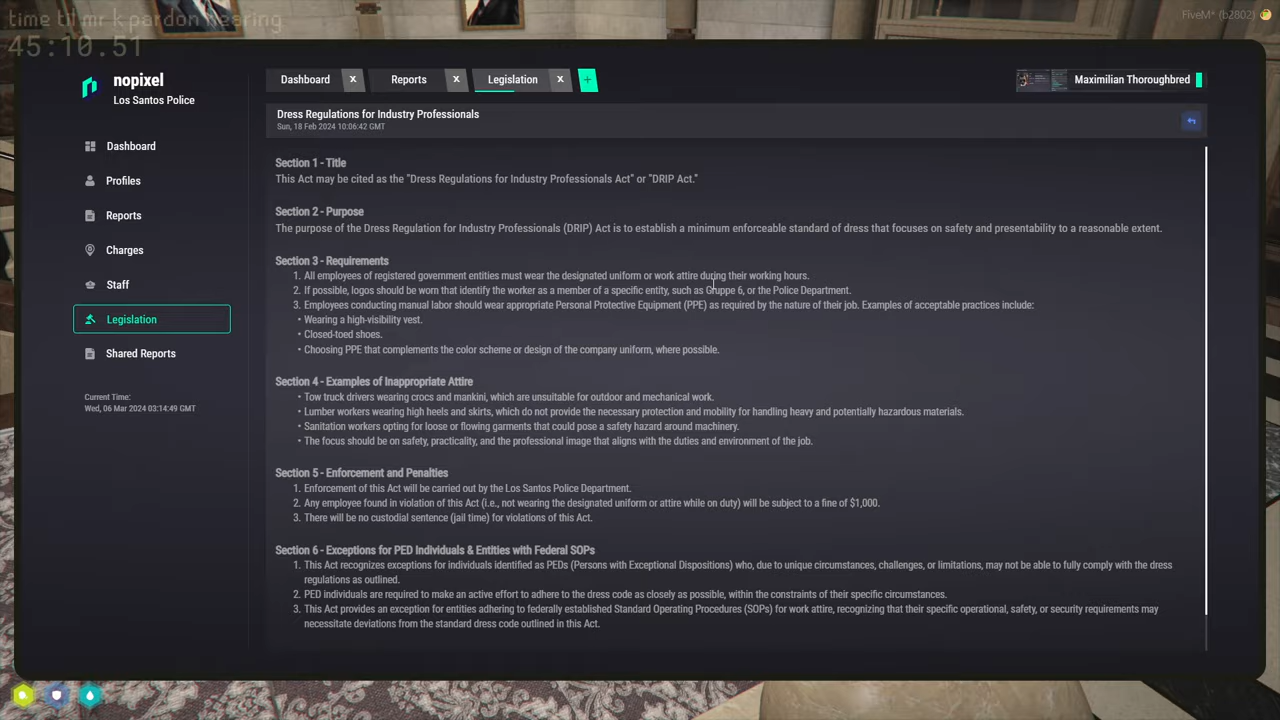 time til mr k pardon hearing
45:10.51
FiveM* (b2802)
nopixel
Los Santos Police
Dashboard x Reports x Legislation x +
Maximilian Thoroughbred
Dashboard
Profiles
Reports
Charges
Staff
Legislation
Shared Reports
Current Time:
Wed, 06 Mar 2024 03:14:49 GMT
Dress Regulations for Industry Professionals
Sun, 18 Feb 2024 10:06:42 GMT
Section 1 - Title
This Act may be cited as the "Dress Regulations for Industry Professionals Act" or "DRIP Act."
Section 2 - Purpose
The purpose of the Dress Regulation for Industry Professionals (DRIP) Act is to establish a minimum enforceable standard of dress that focuses on safety and presentability to a reasonable extent.
Section 3 - Requirements
1. All employees of registered government entities must wear the designated uniform or work attire during their working hours.
2. If possible, logos should be worn that identify the worker as a member of a specific entity, such as Gruppe 6, or the Police Department.
3. Employees conducting manual labor should wear appropriate Personal Protective Equipment (PPE) as required by the nature of their job. Examples of acceptable practices include:
• Wearing a high-visibility vest.
• Closed-toed shoes.
• Choosing PPE that complements the color scheme or design of the company uniform, where possible.
Section 4 - Examples of Inappropriate Attire
• Tow truck drivers wearing crocs and mankini, which are unsuitable for outdoor and mechanical work.
• Lumber workers wearing high heels and skirts, which do not provide the necessary protection and mobility for handling heavy and potentially hazardous materials.
• Sanitation workers opting for loose or flowing garments that could pose a safety hazard around machinery.
• The focus should be on safety, practicality, and the professional image that aligns with the duties and environment of the job.
Section 5 - Enforcement and Penalties
1. Enforcement of this Act will be carried out by the Los Santos Police Department.
2. Any employee found in violation of this Act (i.e., not wearing the designated uniform or attire while on duty) will be subject to a fine of $1,000.
3. There will be no custodial sentence (jail time) for violations of this Act.
Section 6 - Exceptions for PED Individuals & Entities with Federal SOPs
1. This Act recognizes exceptions for individuals identified as PEDs (Persons with Exceptional Dispositions) who, due to unique circumstances, challenges, or limitations, may not be able to fully comply with the dress
regulations as outlined.
2. PED individuals are required to make an active effort to adhere to the dress code as closely as possible, within the constraints of their specific circumstances.
3. This Act provides an exception for entities adhering to federally established Standard Operating Procedures (SOPs) for work attire, recognizing that their specific operational, safety, or security requirements may
necessitate deviations from the standard dress code outlined in this Act.